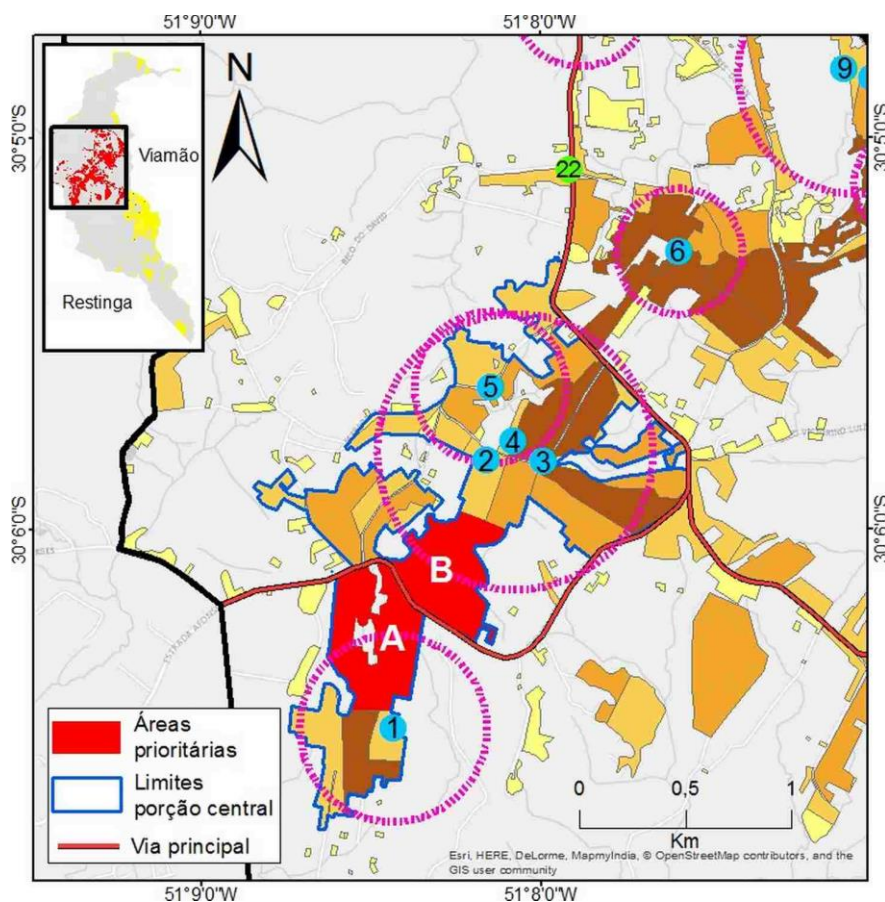 51°9'0"W
51°8'0"W
30°5'0"S
30°5'0"S
30°6'0"S
30°6'0"S
Viamão
Restinga
N
BECO DO DAVID
9
22
6
5
4
2
3
B
A
1
Áreas
prioritárias
Limites
porção central
Via principal
0
0,5
1
Km
Esri, HERE, DeLorme, MapmyIndia, © OpenStreetMap contributors, and the
GIS user community
51°9'0"W
51°8'0"W